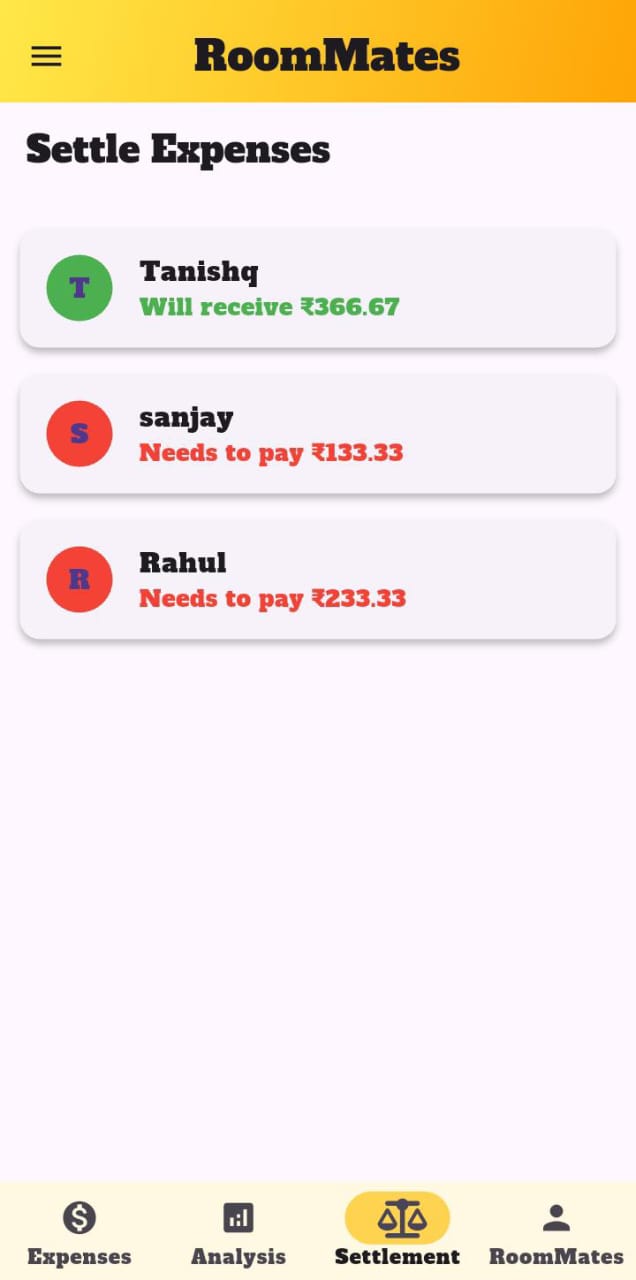 RoomMates
Settle Expenses
T
Tanishq
Will receive ₹366.67
S
sanjay
Needs to pay ₹133.33
R
Rahul
Needs to pay ₹233.33
$
Expenses Analysis Settlement RoomMates